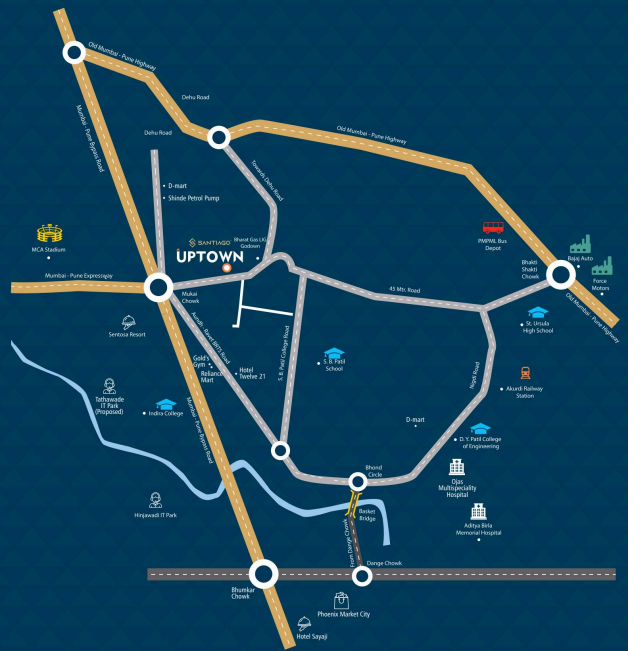 Old Mumbai - Pune Highway
Dehu Road
Dehu Road
Old Mumbai - Pune Highway
Mumbai - Pune Bypass Road
Towards Dehu Road
D-mart
Shinde Petrol Pump
MCA Stadium
SANTIAGO
UPTOWN
Bharat Gas LIG
Godown
PMPML Bus
Depot
Bhakti
Shakti
Chowk
Bajaj Auto
Force
Motors
Old Mumbai - Pune Highway
Mumbai - Pune Expressway
Mukai
Chowk
45 Mtr. Road
Sentosa Resort
Aundh - Ravet BRTS Road
S. B. Patil College Road
St. Ursula
High School
Gold's
Gym
Reliance
Mart
Hotel
Twelve 21
S. B. Patil
School
Nigdi Road
Akurdi Railway
Station
Tathawade
IT Park
(Proposed)
Indira College
Mumbai - Pune Bypass Road
D-mart
D. Y. Patil College
of Engineering
Bhond
Circle
Ojas
Multispeciality
Hospital
Hinjawadi IT Park
Basket
Bridge
From Dange Chowk
Aditya Birla
Memorial Hospital
Dange Chowk
Bhumkar
Chowk
Phoenix Market City
Hotel Sayaji